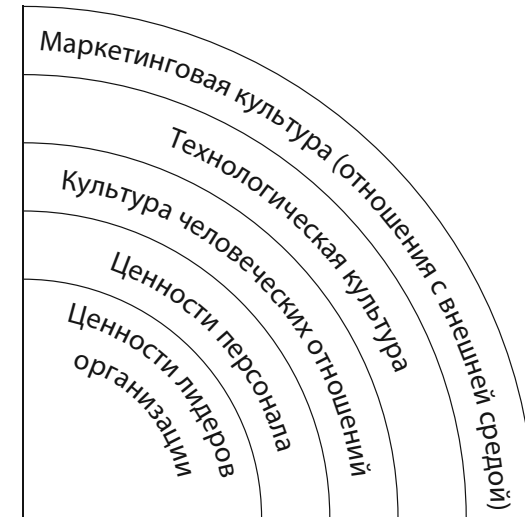 Маркетинговая культура (отношения с внешней средой)
Технологическая культура
Культура человеческих отношений
Ценности персонала
Ценности лидеров
организации